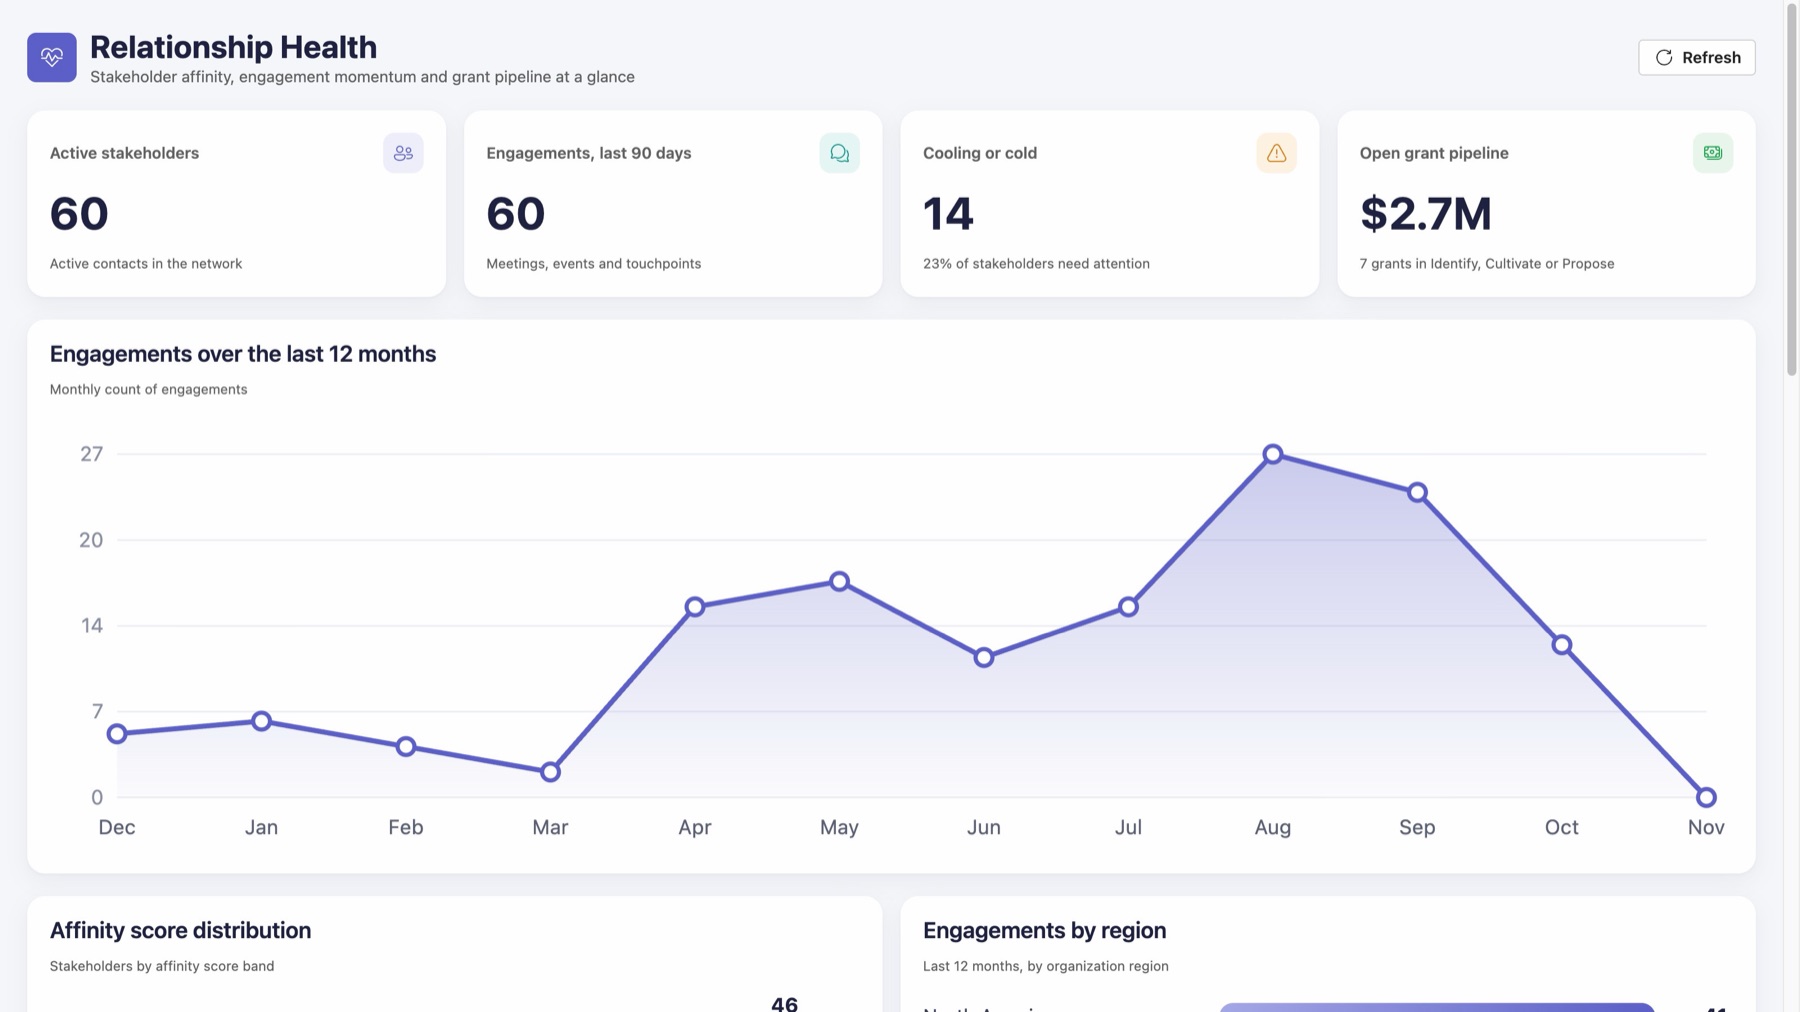 Relationship Health
Stakeholder affinity, engagement momentum and grant pipeline at a glance
Refresh
Active stakeholders
60
Active contacts in the network
Engagements, last 90 days
60
Meetings, events and touchpoints
Cooling or cold
14
23% of stakeholders need attention
Open grant pipeline
$2.7M
7 grants in Identify, Cultivate or Propose
Engagements over the last 12 months
Monthly count of engagements
27
20
14
7
0
Dec Jan Feb Mar Apr May Jun Jul Aug Sep Oct Nov
Affinity score distribution
Stakeholders by affinity score band
46
Engagements by region
Last 12 months, by organization region